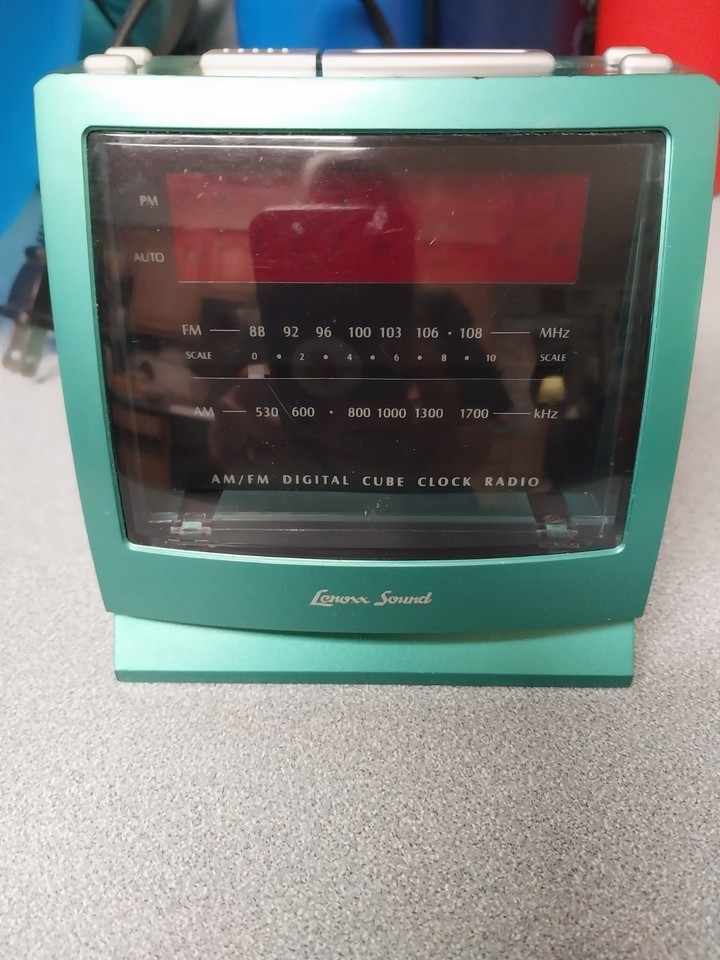 PM
AUTO
FM 88 92 96 100 103 106 · 108 MHz
SCALE 0 • 2 • 4 • 6 • 8 • 10 SCALE
AM 530 600 · 800 1000 1300 1700 kHz
AM/FM DIGITAL CUBE CLOCK RADIO
Lenoxx Sound